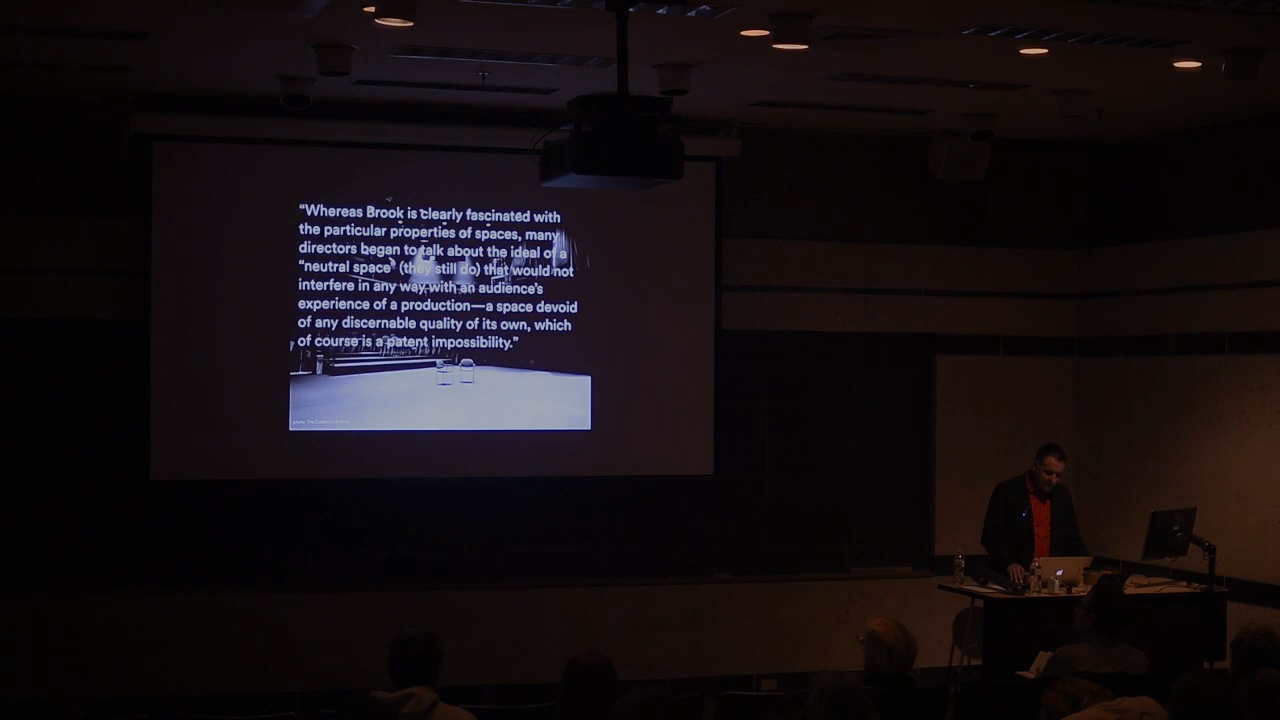 “Whereas Brook is clearly fascinated with
the particular properties of spaces, many
directors began to talk about the ideal of a
“neutral space” (they still do) that would not
interfere in any way with an audience’s
experience of a production—a space devoid
of any discernable quality of its own, which
of course is a patent impossibility.”